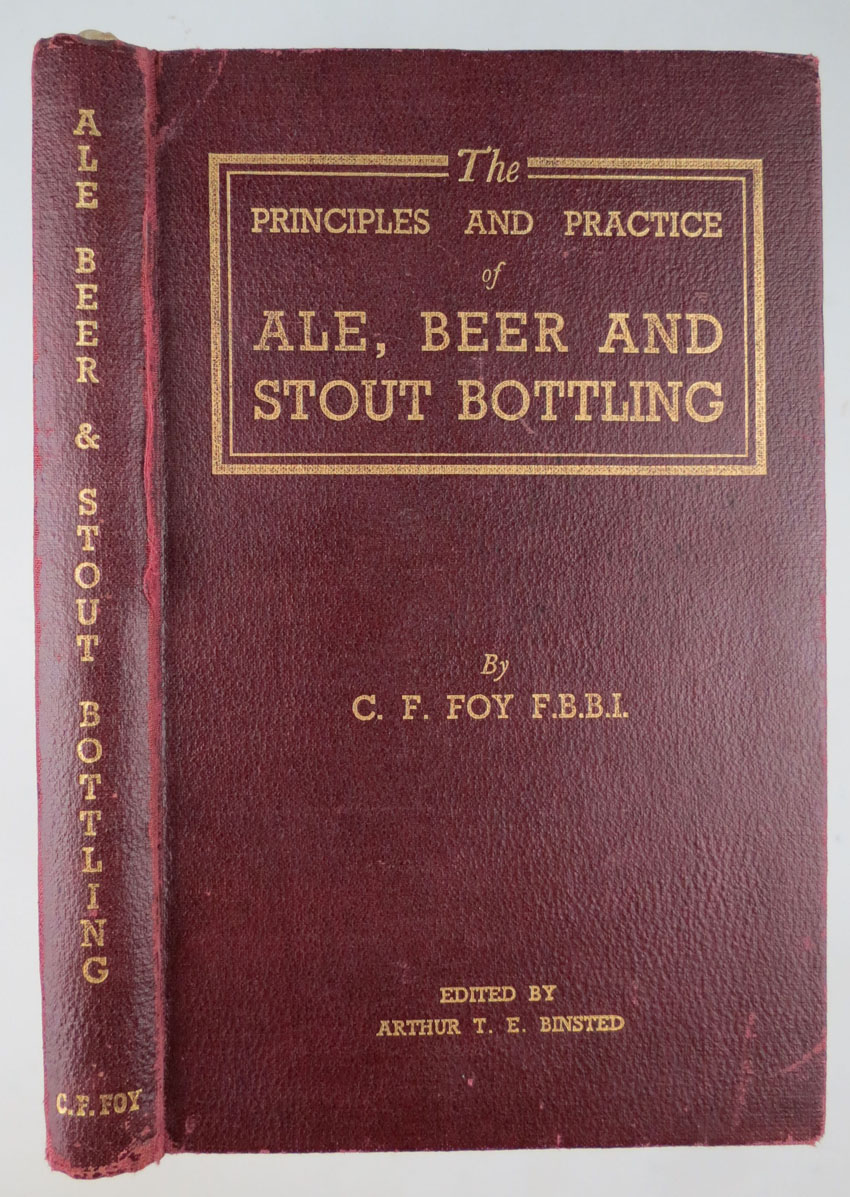 ALE BEER & STOUT BOTTLING
C. F. FOY
The
PRINCIPLES AND PRACTICE
of
ALE, BEER AND
STOUT BOTTLING
By
C. F. FOY F.B.B.I.
EDITED BY
ARTHUR T. E. BINSTED